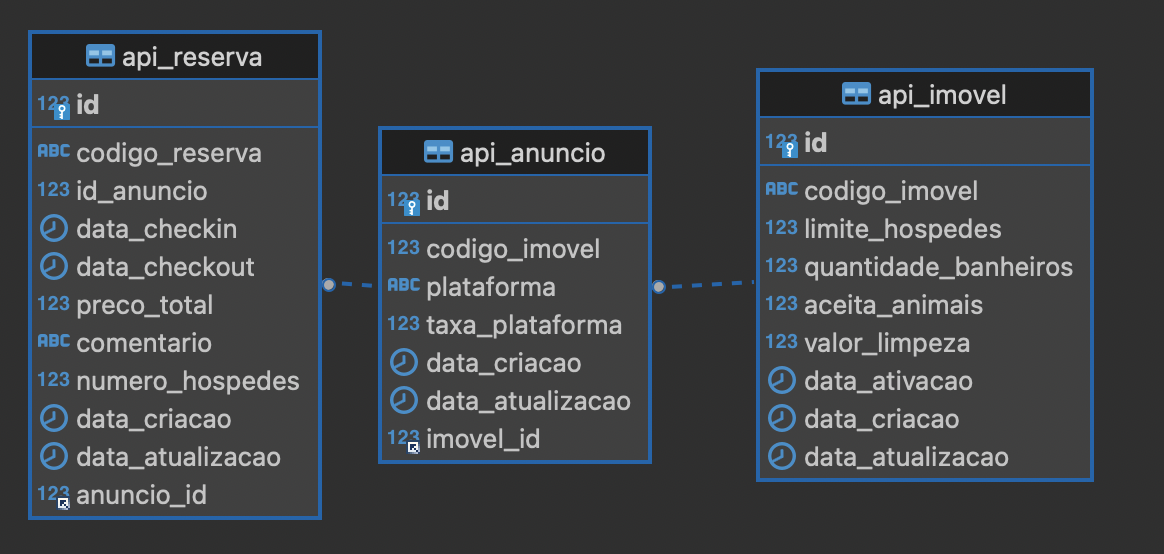 api_reserva
123 id
ABC codigo_reserva
123 id_anuncio
data_checkin
data_checkout
123 preco_total
ABC comentario
123 numero_hospedes
data_criacao
data_atualizacao
123 anuncio_id
api_anuncio
123 id
123 codigo_imovel
ABC plataforma
123 taxa_plataforma
data_criacao
data_atualizacao
123 imovel_id
api_imovel
123 id
ABC codigo_imovel
123 limite_hospedes
123 quantidade_banheiros
123 aceita_animais
123 valor_limpeza
data_ativacao
data_criacao
data_atualizacao